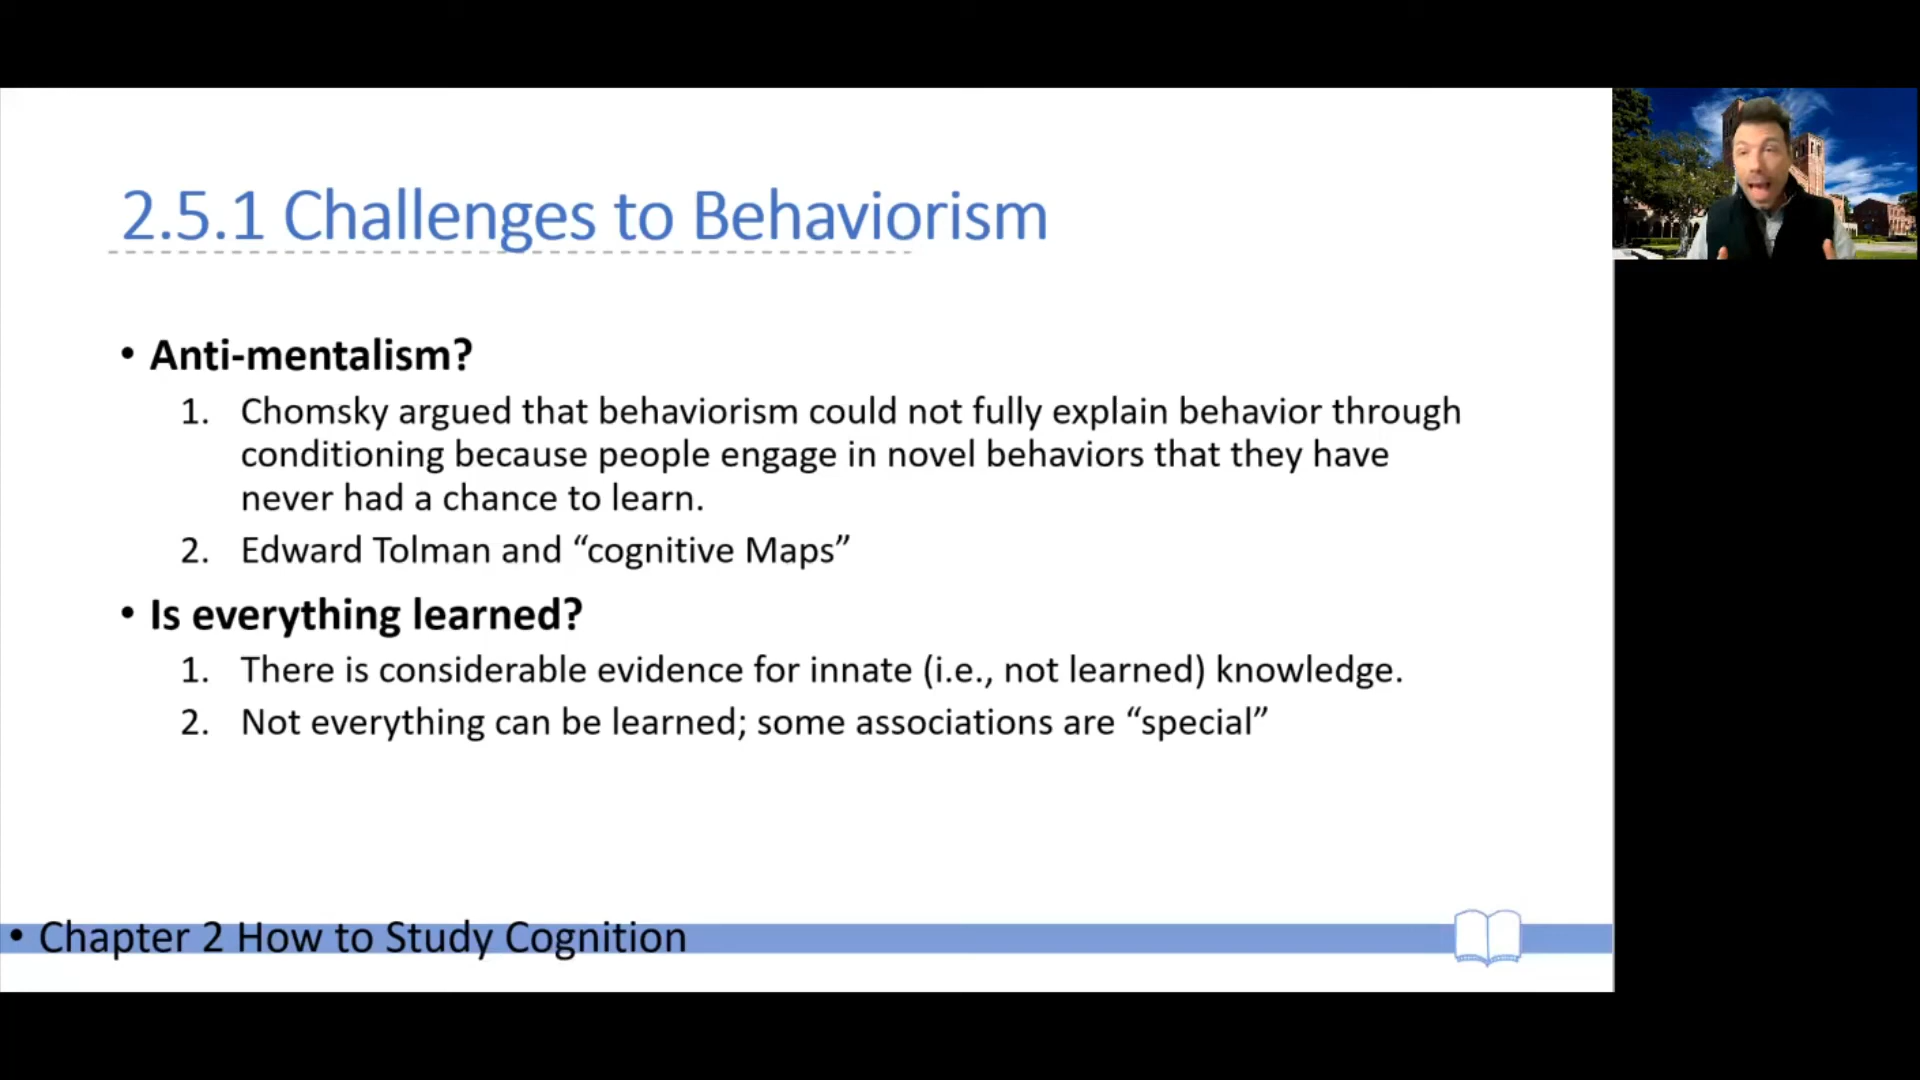 2.5.1 Challenges to Behaviorism
• Anti-mentalism?
1. Chomsky argued that behaviorism could not fully explain behavior through
conditioning because people engage in novel behaviors that they have
never had a chance to learn.
2. Edward Tolman and “cognitive Maps”
• Is everything learned?
1. There is considerable evidence for innate (i.e., not learned) knowledge.
2. Not everything can be learned; some associations are “special”
• Chapter 2 How to Study Cognition